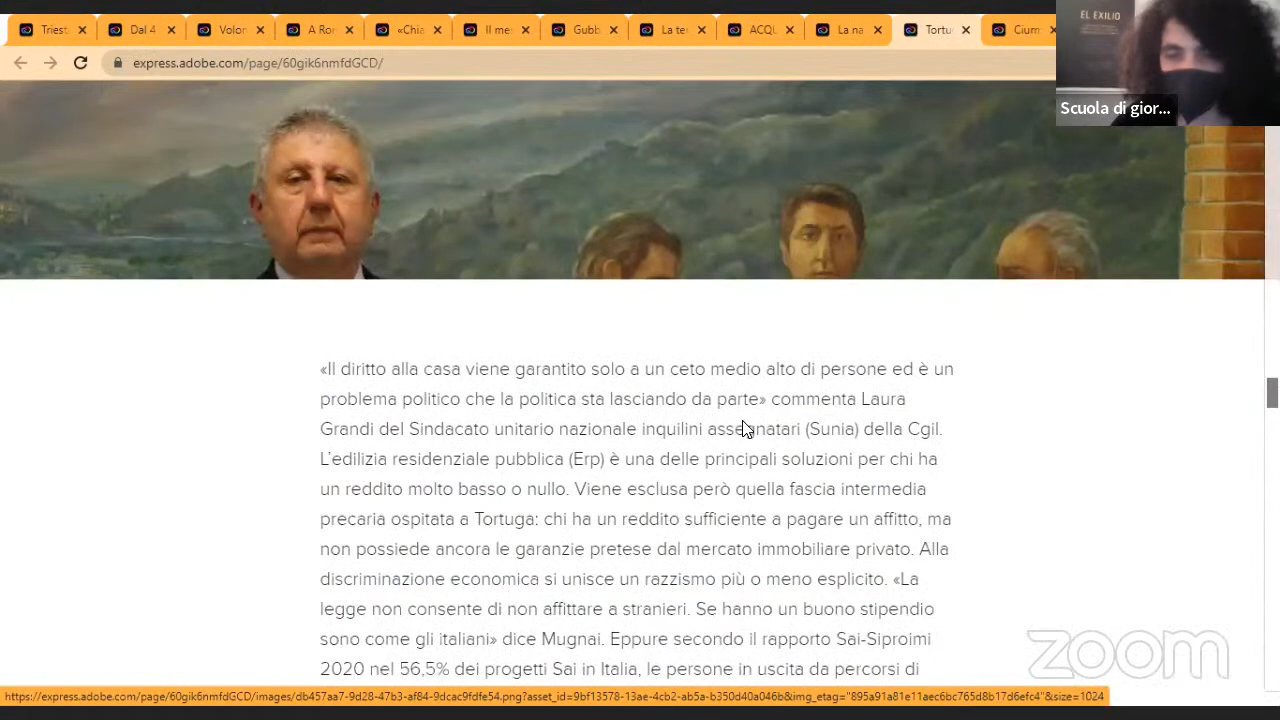 Triest
Dal 4
Volor
A Ro
«Chia
Il me
Gubb
La te
ACQU
La na
Tortu
Cium
express.adobe.com/page/60gik6nmfdGCD/
EL EXILIO
Scuola di gior...
«Il diritto alla casa viene garantito solo a un ceto medio alto di persone ed è un
problema politico che la politica sta lasciando da parte» commenta Laura
Grandi del Sindacato unitario nazionale inquilini assegnatari (Sunia) della Cgil.
L'edilizia residenziale pubblica (Erp) è una delle principali soluzioni per chi ha
un reddito molto basso o nullo. Viene esclusa però quella fascia intermedia
precaria ospitata a Tortuga: chi ha un reddito sufficiente a pagare un affitto, ma
non possiede ancora le garanzie pretese dal mercato immobiliare privato. Alla
discriminazione economica si unisce un razzismo più o meno esplicito. «La
legge non consente di non affittare a stranieri. Se hanno un buono stipendio
sono come gli italiani» dice Mugnai. Eppure secondo il rapporto Sai-Siproimi
2020 nel 56,5% dei progetti Sai in Italia, le persone in uscita da percorsi di
zoom
https://express.adobe.com/page/60gik6nmfdGCD/images/db457aa7-9d28-47b3-af84-9dcac9fdfe54.png?asset_id=9bf13578-13ae-4cb2-ab5a-b350d40a046b&img_etag="895a91a81e11aec6bc765d8b17d6efc4"&size=1024